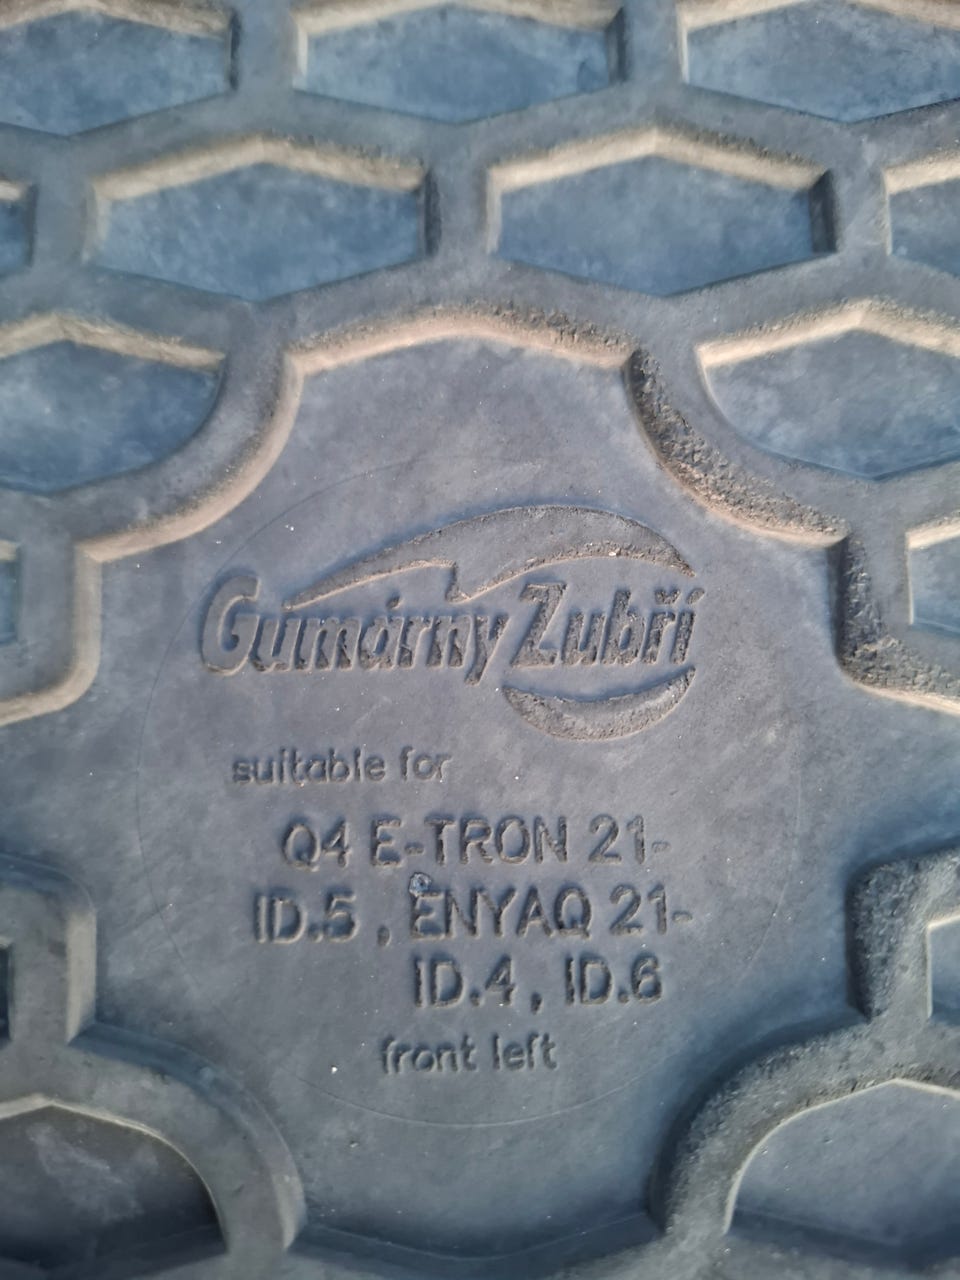 Gumárny Zubří
suitable for
Q4 E-TRON 21-
ID.5 , ENYAQ 21-
ID.4 , ID.6
front left